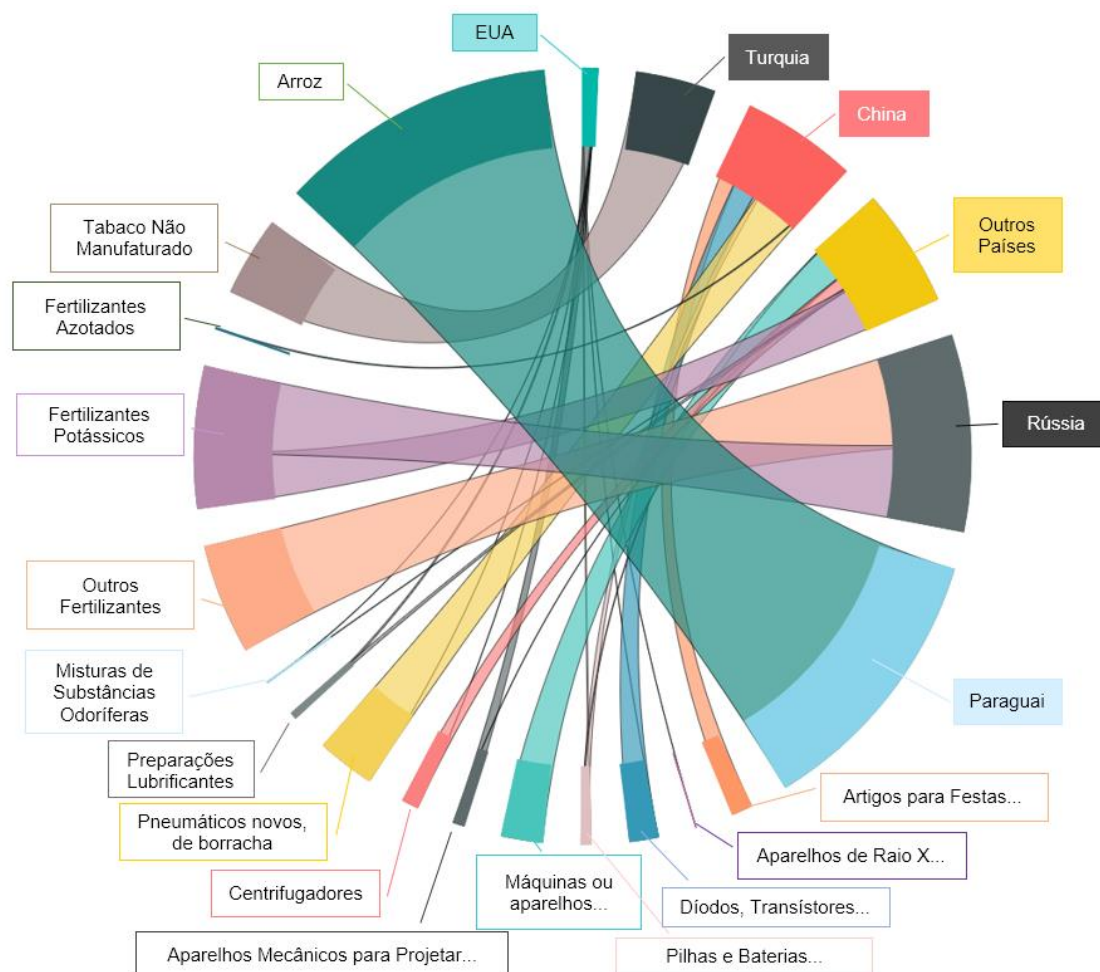 EUA
Turquia
Arroz
China
Tabaco Não
Manufaturado
Outros
Países
Fertilizantes
Azotados
Fertilizantes
Potássicos
Rússia
Outros
Fertilizantes
Misturas de
Substâncias
Odoríferas
Paraguai
Preparações
Lubrificantes
Artigos para Festas...
Pneumáticos novos,
de borracha
Aparelhos de Raio X...
Centrifugadores
Máquinas ou
aparelhos...
Díodos, Transístores...
Aparelhos Mecânicos para Projetar...
Pilhas e Baterias...